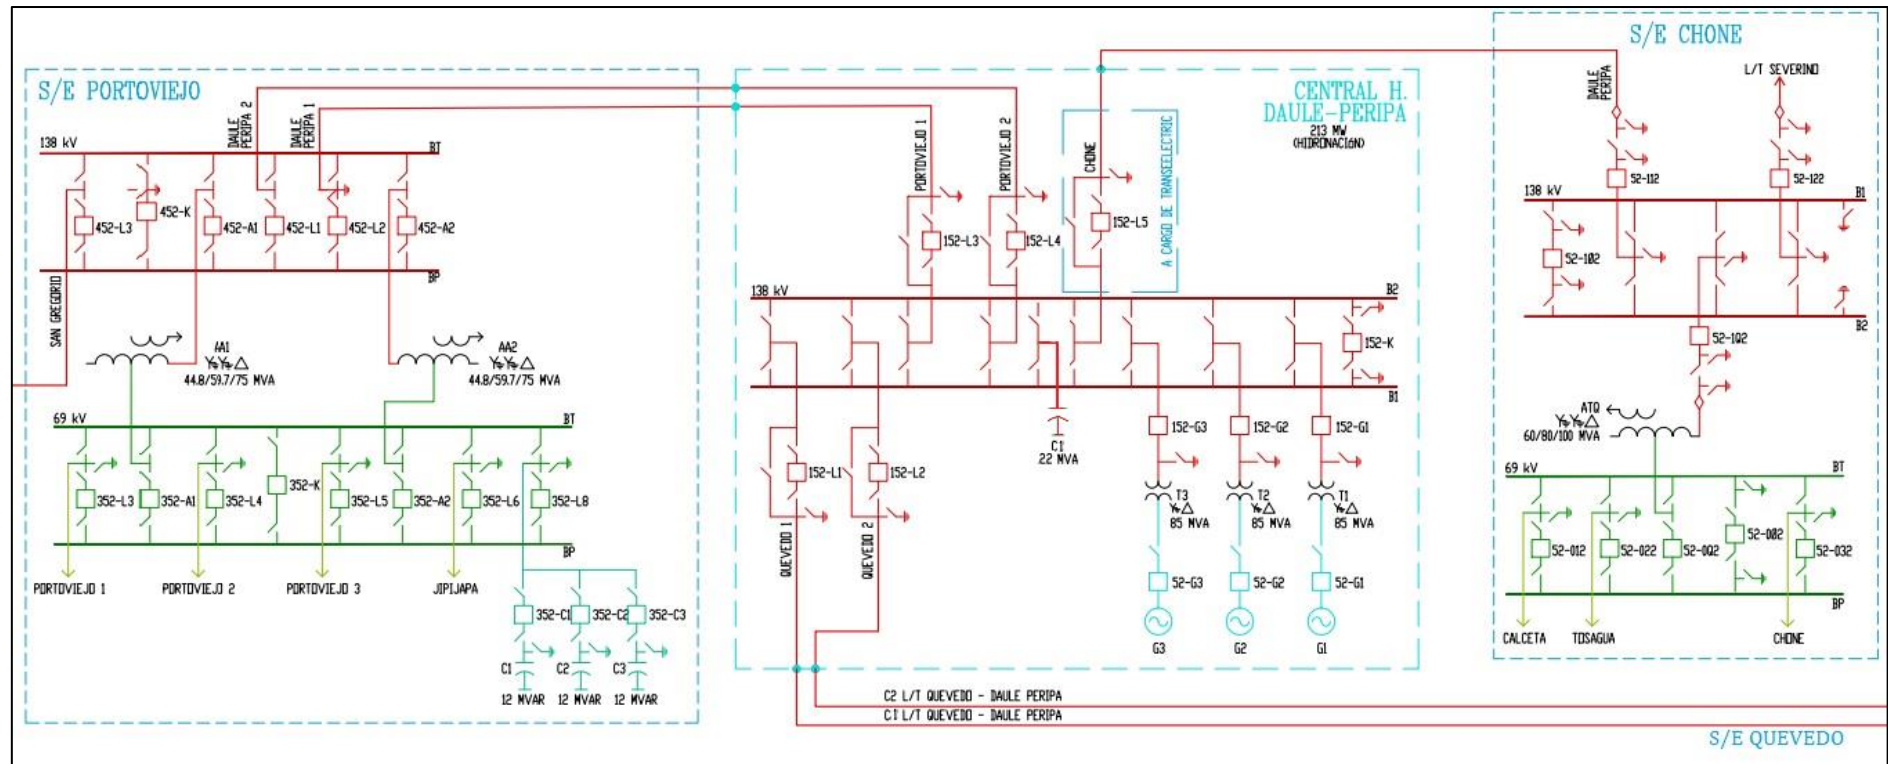 S/E PORTOVIEJO
DAULE
PERIPA 2
DAULE
PERIPA 1
138 kV
BT
452-L3
452-K
452-A1
452-L1
452-L2
452-A2
BP
SAN GREGORIO
AA1
44.8/59.7/75 MVA
AA2
44.8/59.7/75 MVA
69 kV
BT
352-L3
352-A1
352-L4
352-K
352-L5
352-A2
352-L6
352-L8
BP
PORTOVIEJO 1
PORTOVIEJO 2
PORTOVIEJO 3
JIPIJAPA
352-C1
352-C2
352-C3
C1
C2
C3
12 MVAR
12 MVAR
12 MVAR
CENTRAL H.
DAULE-PERIPA
213 MW
(HIDRONACIÓN)
PORTOVIEJO 1
PORTOVIEJO 2
CHONE
A CARGO DE TRANSELECTRIC
152-L3
152-L4
152-L5
138 kV
B2
152-K
B1
C1
22 MVA
152-G3
152-G2
152-G1
152-L1
152-L2
T3
85 MVA
T2
85 MVA
T1
85 MVA
QUEVEDO 1
QUEVEDO 2
52-G3
52-G2
52-G1
G3
G2
G1
C2 L/T QUEVEDO - DAULE PERIPA
C1 L/T QUEVEDO - DAULE PERIPA
S/E QUEVEDO
S/E CHONE
DAULE
PERIPA
L/T SEVERINO
52-112
52-122
138 kV
B1
52-102
B2
52-1Q2
ATQ
60/80/100 MVA
69 kV
BT
52-012
52-022
52-0Q2
52-002
52-032
BP
CALCETA
TOSAGUA
CHONE